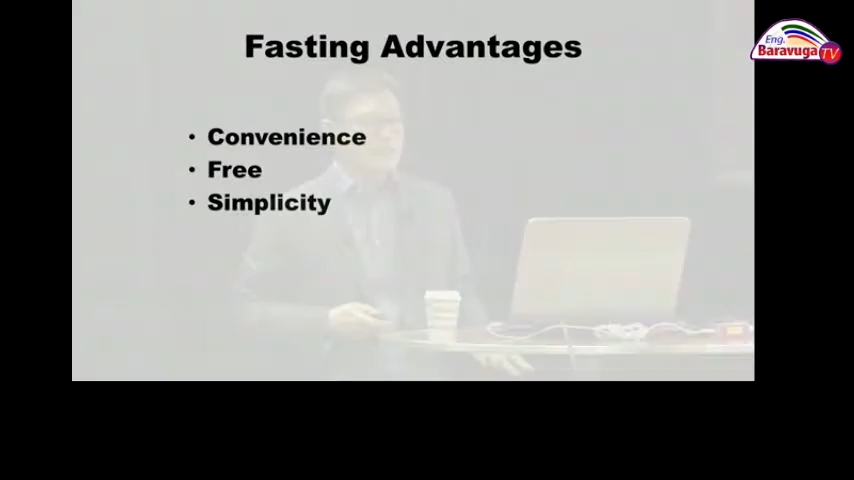 Fasting Advantages
Eng.
Baravuga TV
• Convenience
• Free
• Simplicity